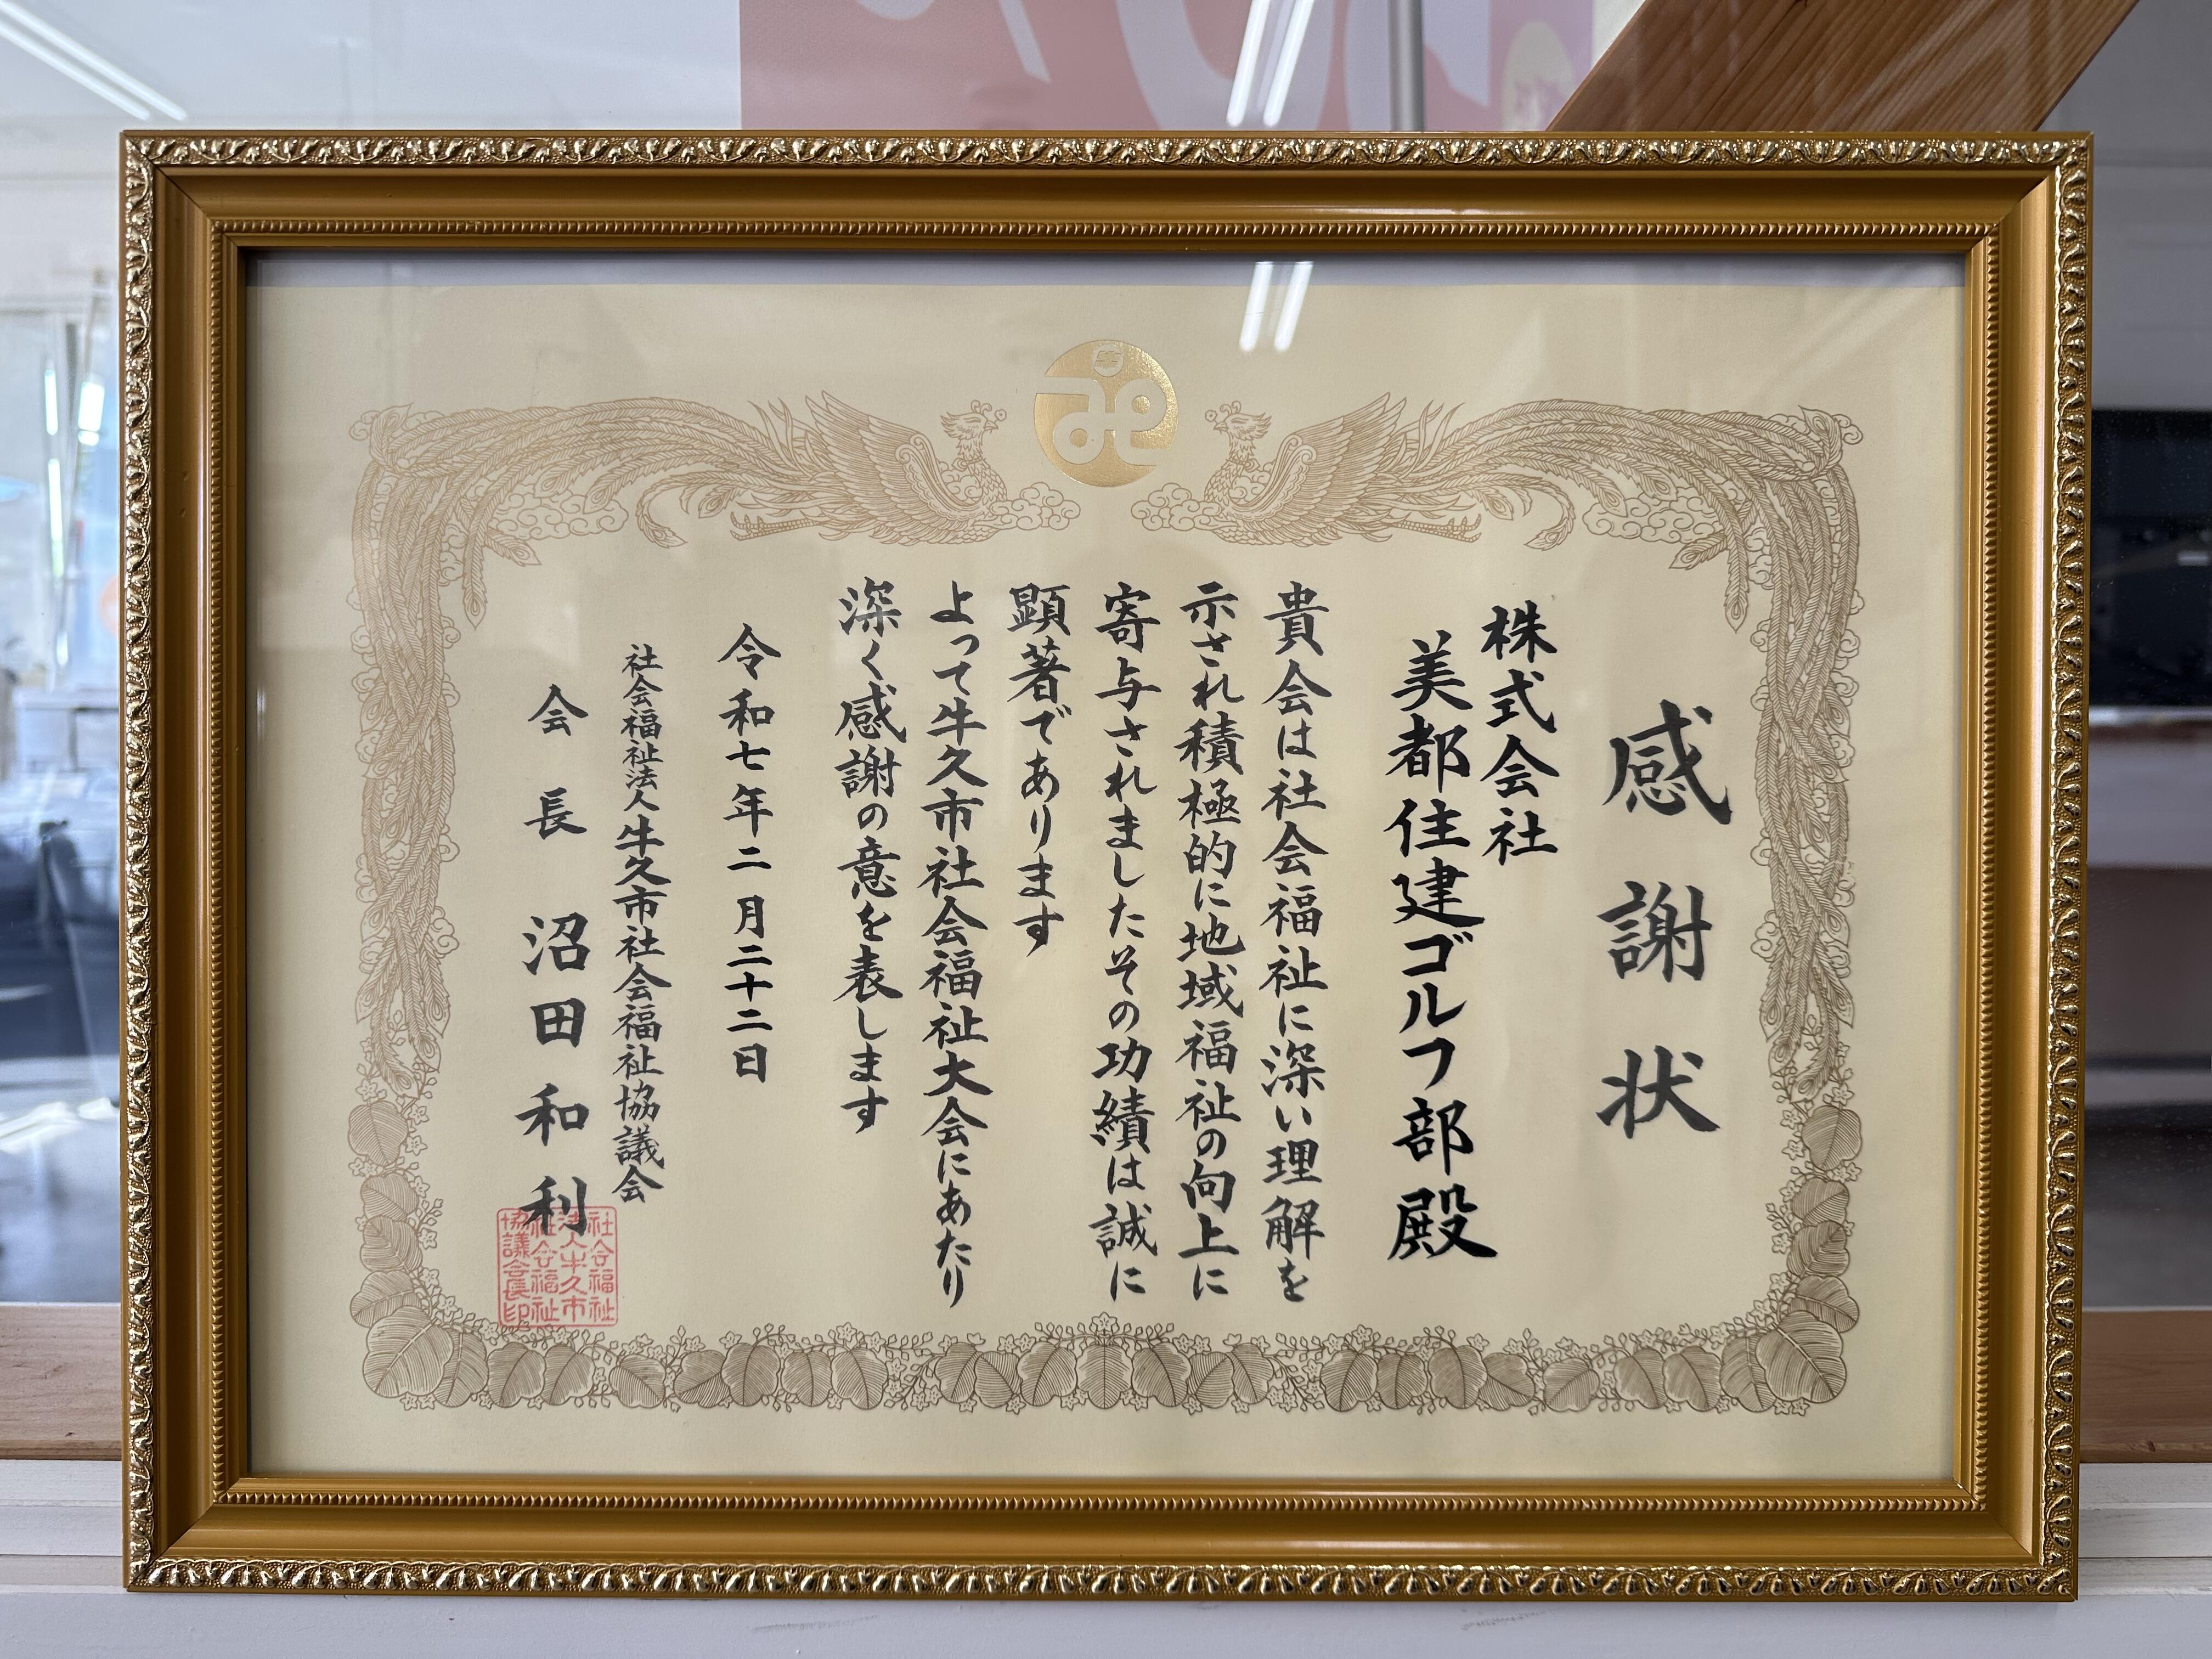 感謝状
株式会社
美都住建ゴルフ部殿
貴会は社会福祉に深い理解を
示され積極的に地域福祉の向上に
寄与されましたその功績は誠に
顕著であります
よって牛久市社会福祉大会にあたり
深く感謝の意を表します
令和七年二月二十二日
社会福祉法人牛久市社会福祉協議会
会長 沼田和利
社会福祉
法人牛久市
社会福祉
協議会長印